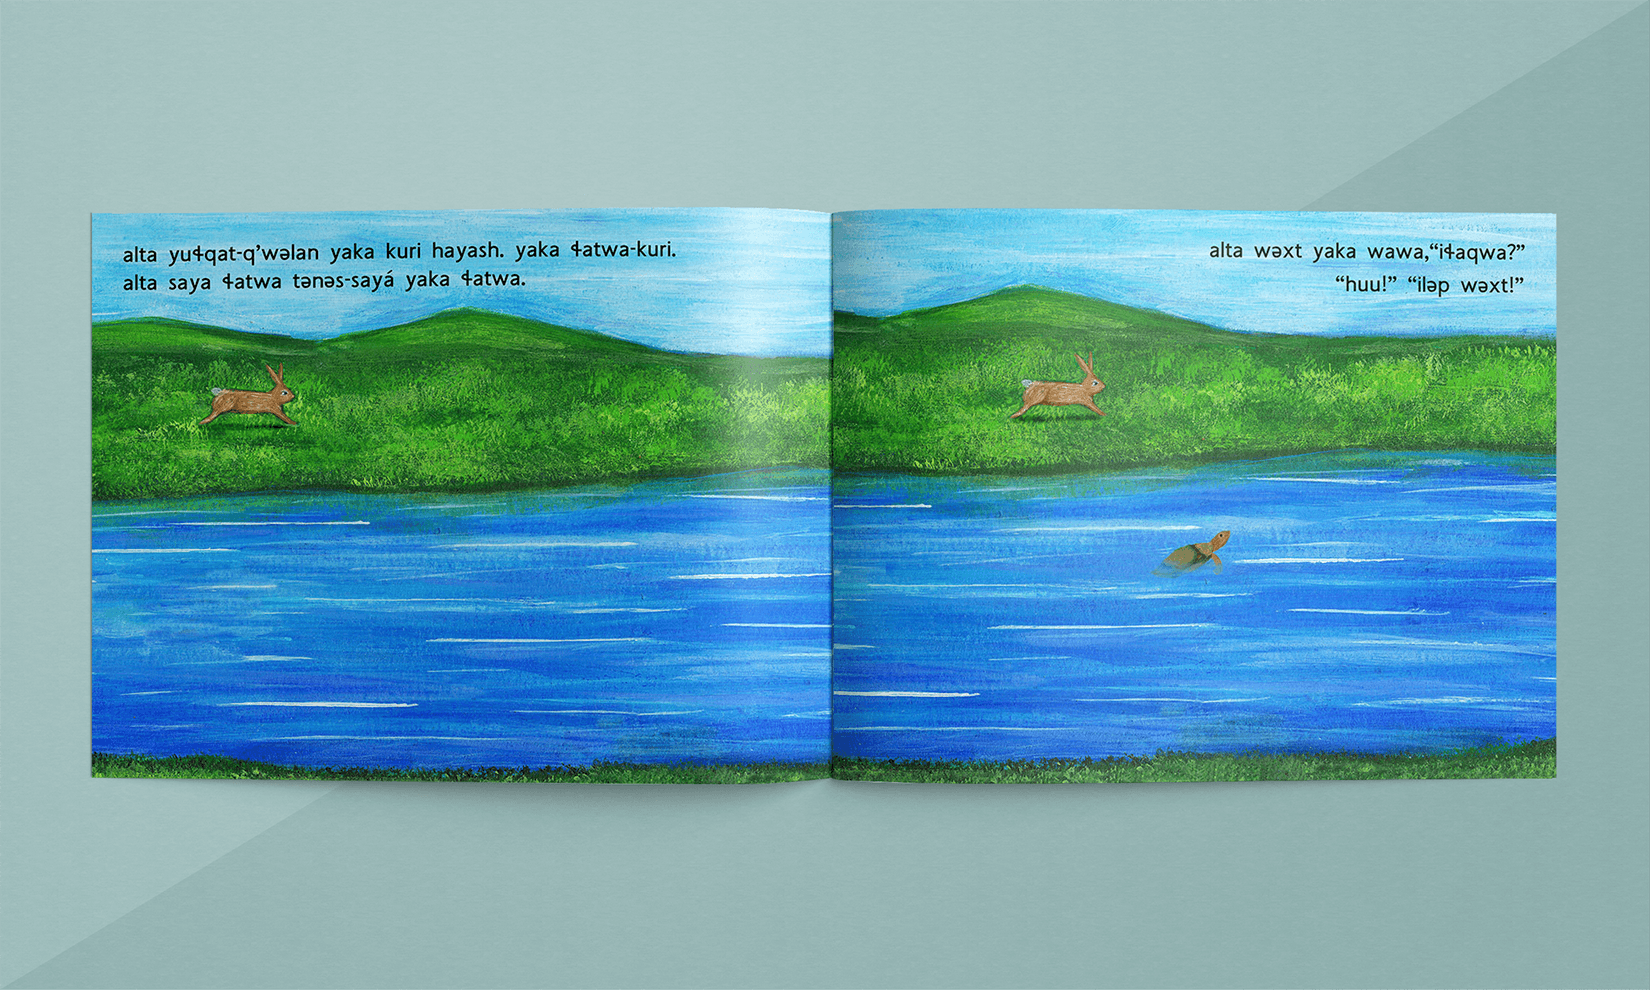 alta yuɬqat-q’wəlan yaka kuri hayash. yaka ɬatwa-kuri.
alta saya ɬatwa tənəs-sayá yaka ɬatwa.
alta wəxt yaka wawa,“iɬaqwa?”
“huu!” “iləp wəxt!”